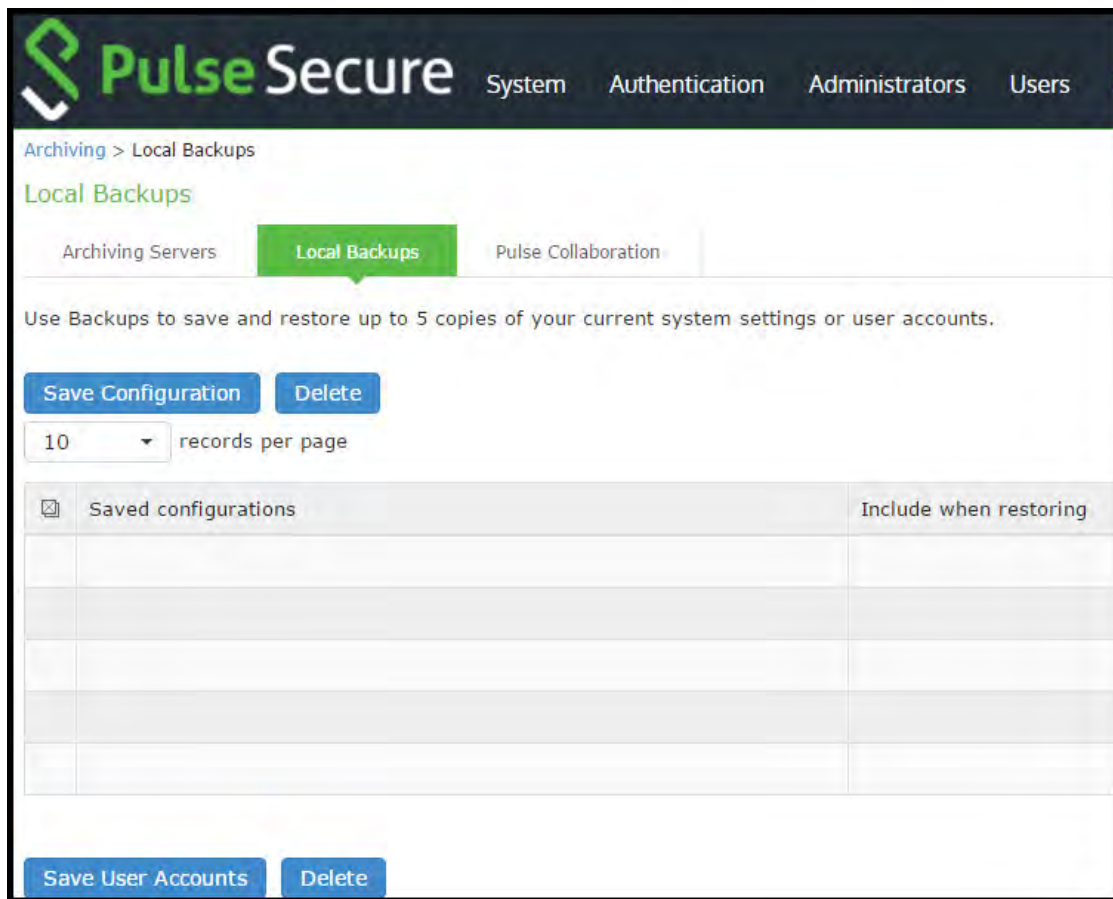 Pulse Secure System Authentication Administrators Users
Archiving > Local Backups
Local Backups
Archiving Servers Local Backups Pulse Collaboration
Use Backups to save and restore up to 5 copies of your current system settings or user accounts.
Save Configuration Delete
10 records per page
Saved configurations Include when restoring
Save User Accounts Delete